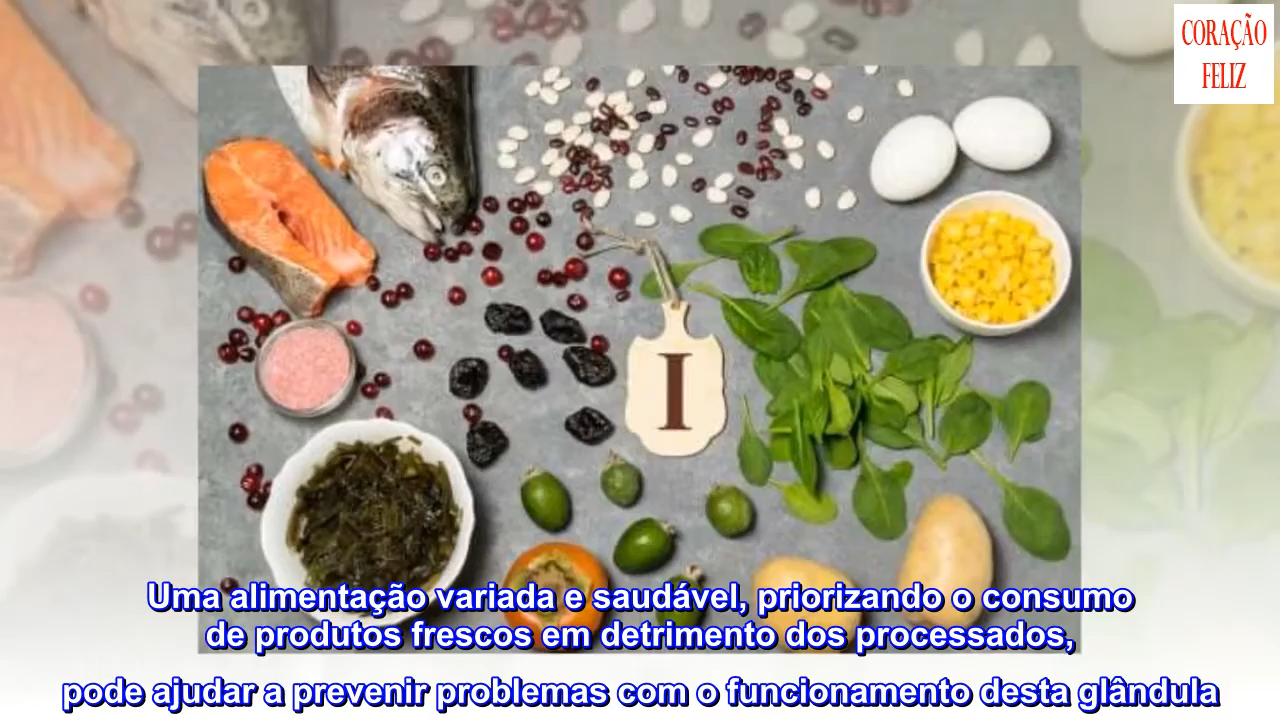 CORAÇÃO
FELIZ
I
Uma alimentação variada e saudável, priorizando o consumo
de produtos frescos em detrimento dos processados,
pode ajudar a prevenir problemas com o funcionamento desta glândula